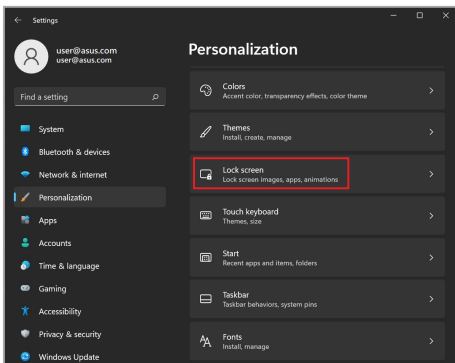 Settings
user@asus.com
user@asus.com
Find a setting
System
Bluetooth & devices
Network & internet
Personalization
Apps
Accounts
Time & language
Gaming
Accessibility
Privacy & security
Windows Update
Personalization
Colors
Accent color, transparency effects, color theme
Themes
Install, create, manage
Lock screen
Lock screen images, apps, animations
Touch keyboard
Themes, size
Start
Recent apps and items, folders
Taskbar
Taskbar behaviors, system pins
Fonts
Install, manage